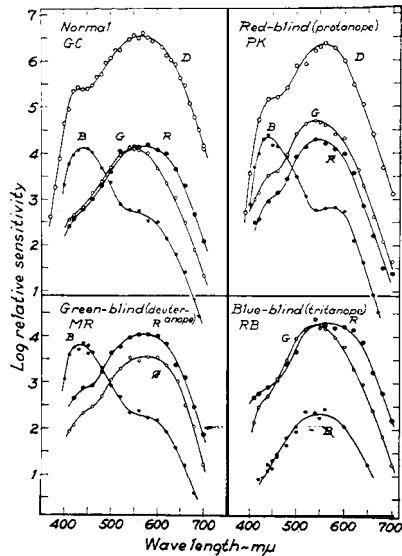 Normal
GC
Red-blind (protanope)
PK
D
B
G
R
D
B
G
R
7
6
5
4
3
2
Green-blind (deuter-
anope)
MR
B
R
G
Blue-blind (tritanope)
RB
G
R
B
4
3
2
1
Log relative sensitivity
400 500 600 700 400 500 600 700
Wave length~mμ